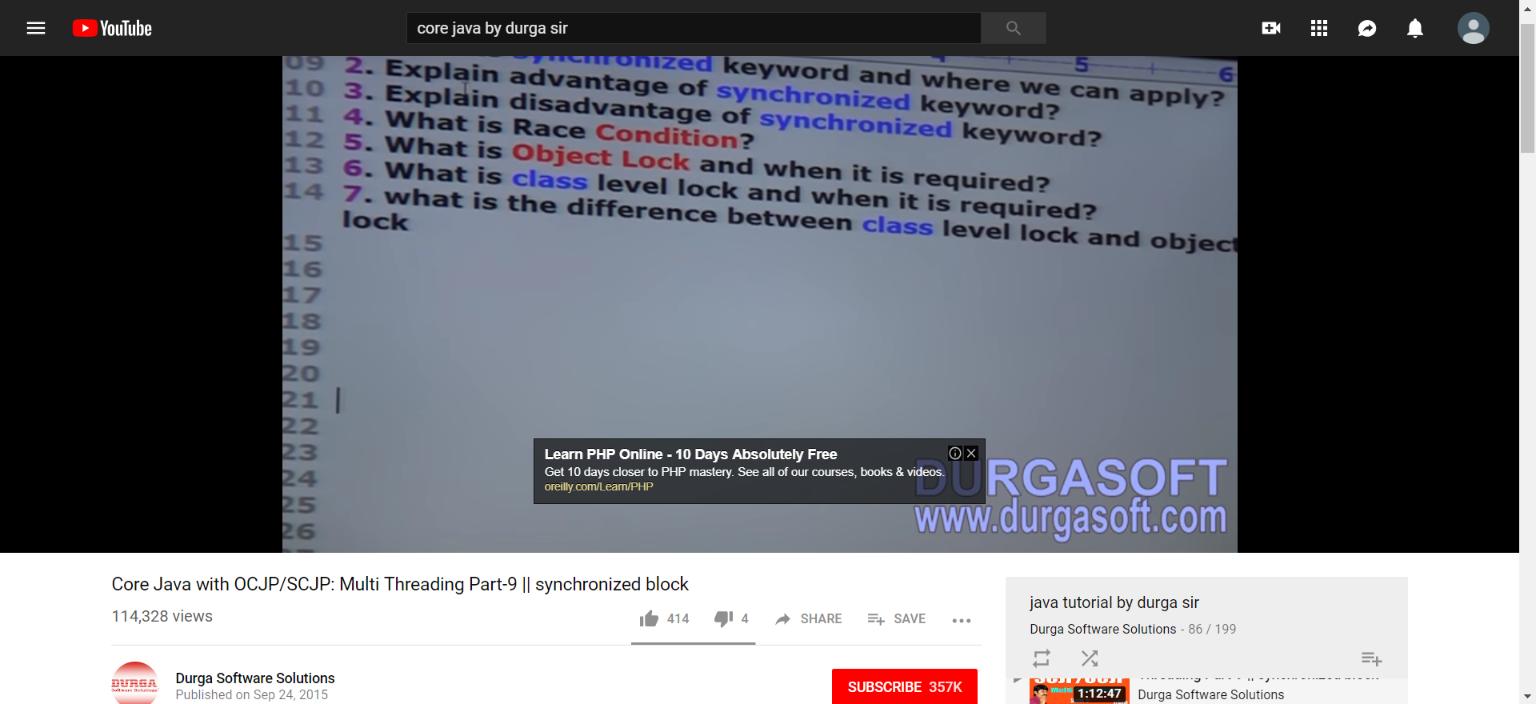 YouTube
core java by durga sir
09 synchronized keyword and where we can apply?
10 2. Explain advantage of synchronized keyword?
11 3. Explain disadvantage of synchronized keyword?
12 4. What is Race Condition?
13 5. What is Object Lock and when it is required?
14 6. What is class level lock and when it is required?
7. what is the difference between class level lock and object
lock
15
16
17
18
19
20
21
22
23
24
25
26
4 5 6
Learn PHP Online - 10 Days Absolutely Free
Get 10 days closer to PHP mastery. See all of our courses, books & videos.
oreilly.com/Learn/PHP
DURGASOFT
www.durgasoft.com
Core Java with OCJP/SCJP: Multi Threading Part-9 || synchronized block
114,328 views
414 4 SHARE SAVE
DURGA
Software Solutions
Durga Software Solutions
Published on Sep 24, 2015
SUBSCRIBE 357K
java tutorial by durga sir
Durga Software Solutions - 86 / 199
1:12:47
Durga Software Solutions